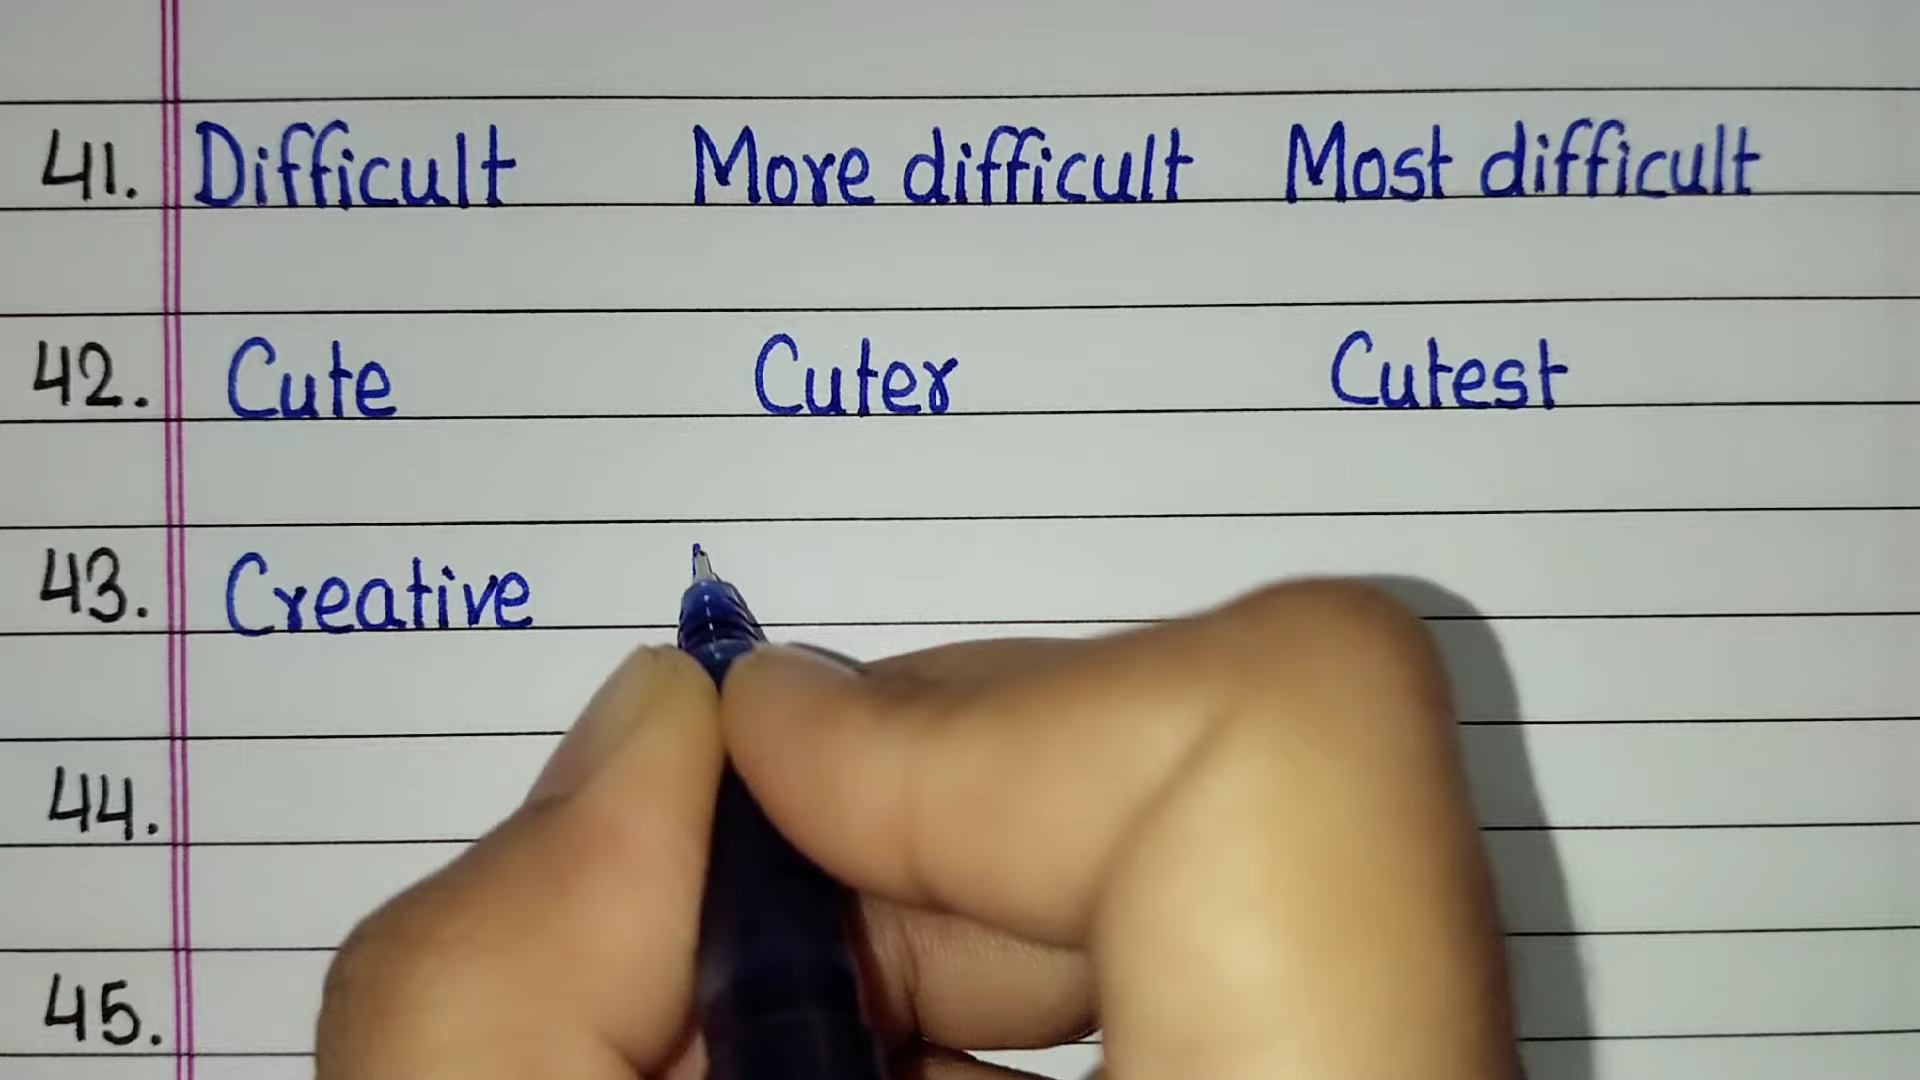 41. Difficult More difficult Most difficult
42. Cute Cuter Cutest
43. Creative
44.
45.